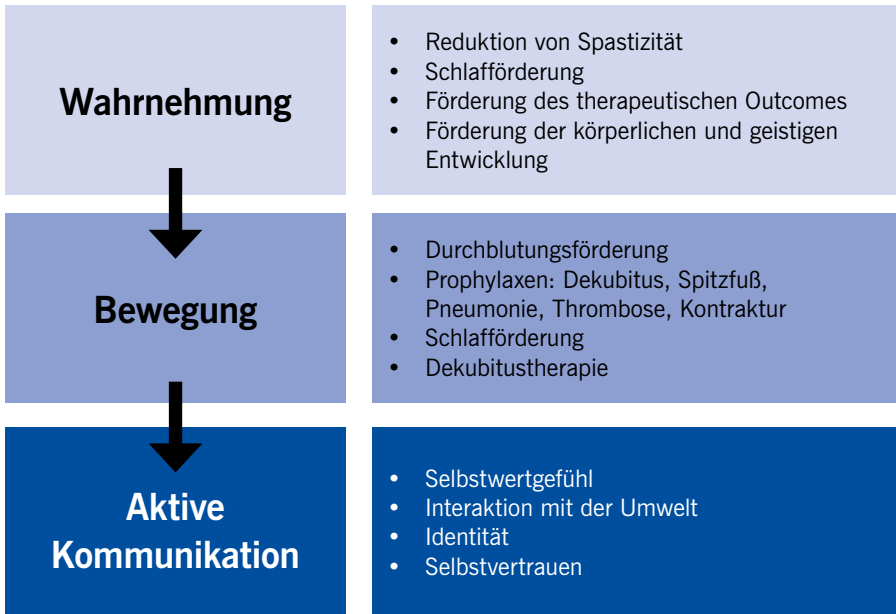 Wahrnehmung
• Reduktion von Spastizität
• Schlafförderung
• Förderung des therapeutischen Outcomes
• Förderung der körperlichen und geistigen
Entwicklung
Bewegung
• Durchblutungsförderung
• Prophylaxen: Dekubitus, Spitzfuß,
Pneumonie, Thrombose, Kontraktur
• Schlafförderung
• Dekubitustherapie
Aktive
Kommunikation
• Selbstwertgefühl
• Interaktion mit der Umwelt
• Identität
• Selbstvertrauen